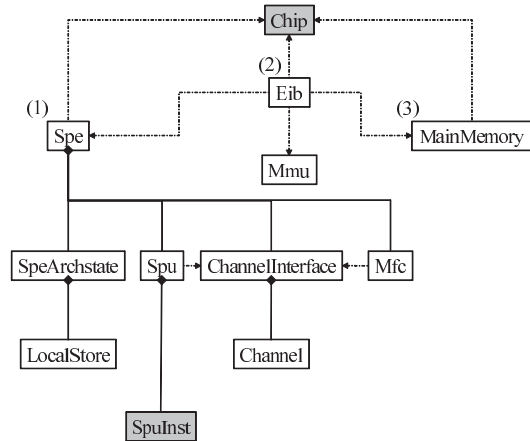 Chip
(2)
(1)
Eib
(3)
Spe
MainMemory
Mmu
SpeArchstate
Spu
ChannelInterface
Mfc
LocalStore
Channel
SpuInst